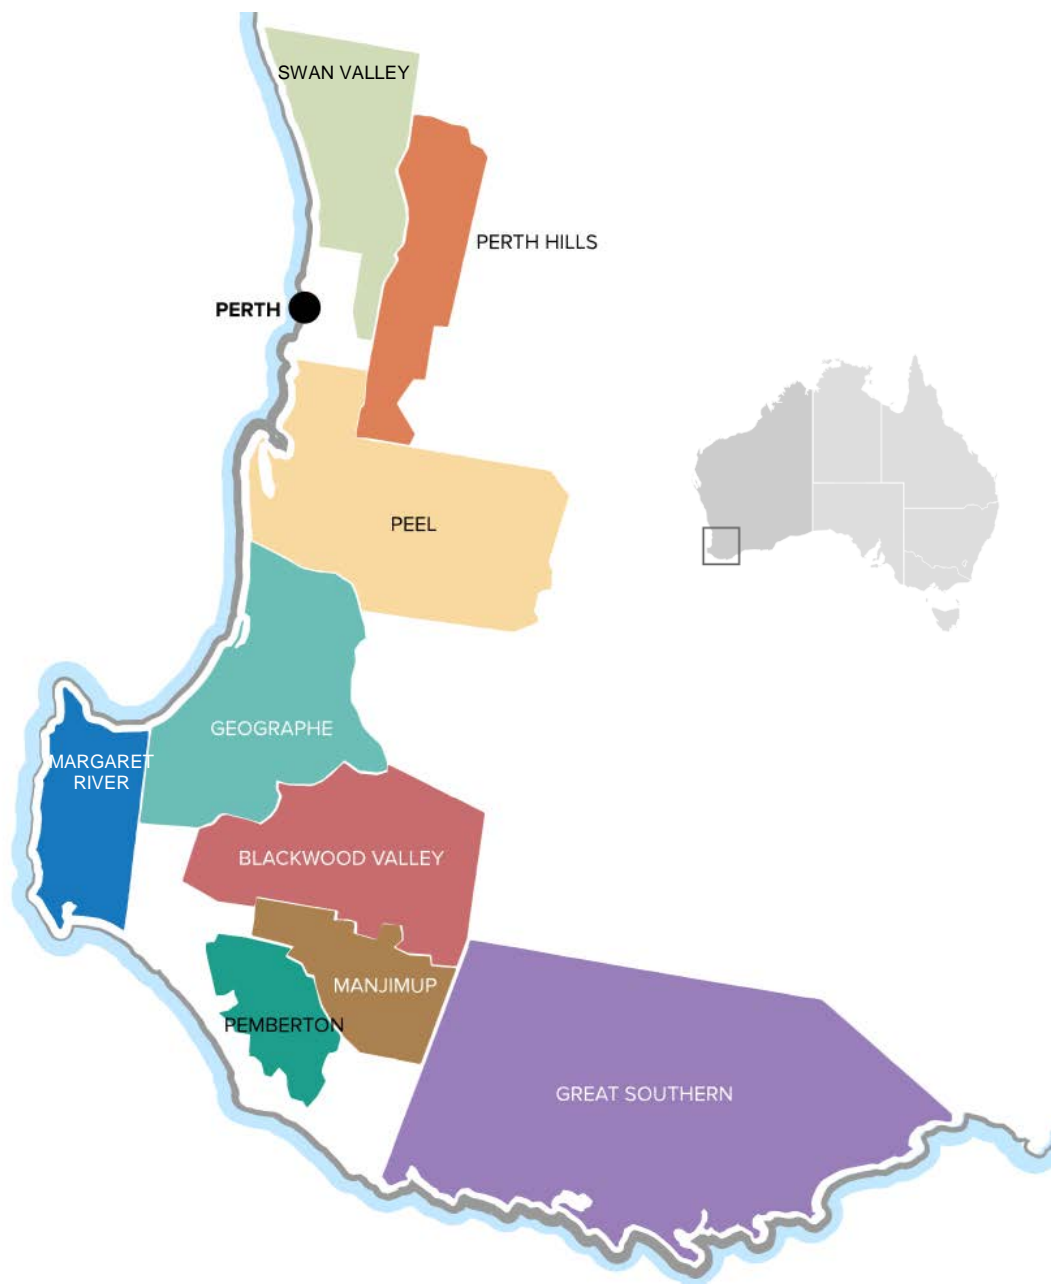 SWAN VALLEY
PERTH HILLS
PERTH
PEEL
GEOGRAPHE
MARGARET
RIVER
BLACKWOOD VALLEY
MANJIMUP
PEMBERTON
GREAT SOUTHERN